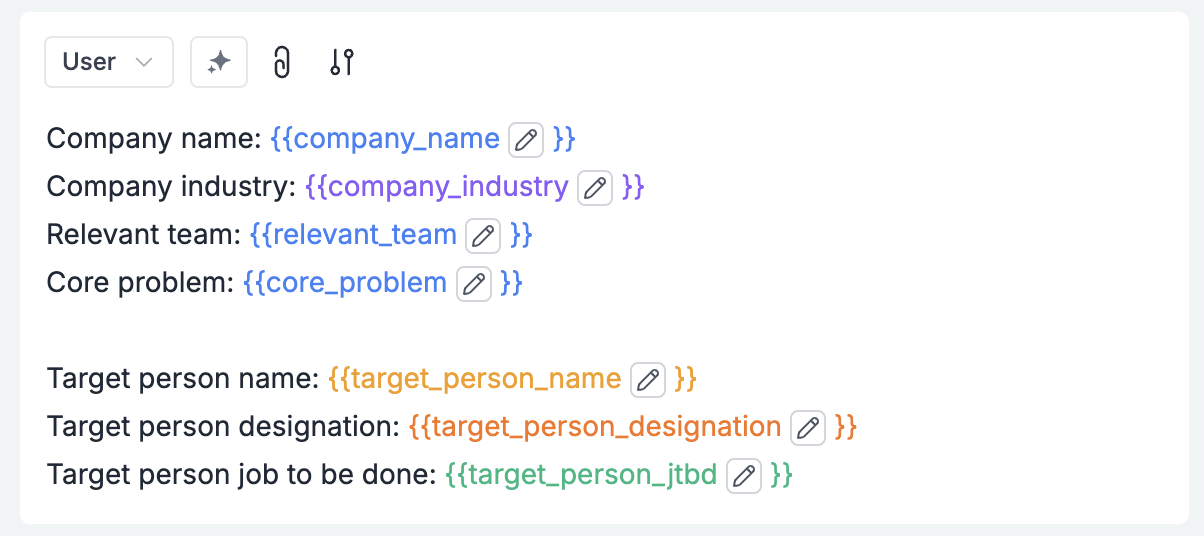 User
Company name: {{company_name }}
Company industry: {{company_industry }}
Relevant team: {{relevant_team }}
Core problem: {{core_problem }}
Target person name: {{target_person_name }}
Target person designation: {{target_person_designation }}
Target person job to be done: {{target_person_jtbd }}